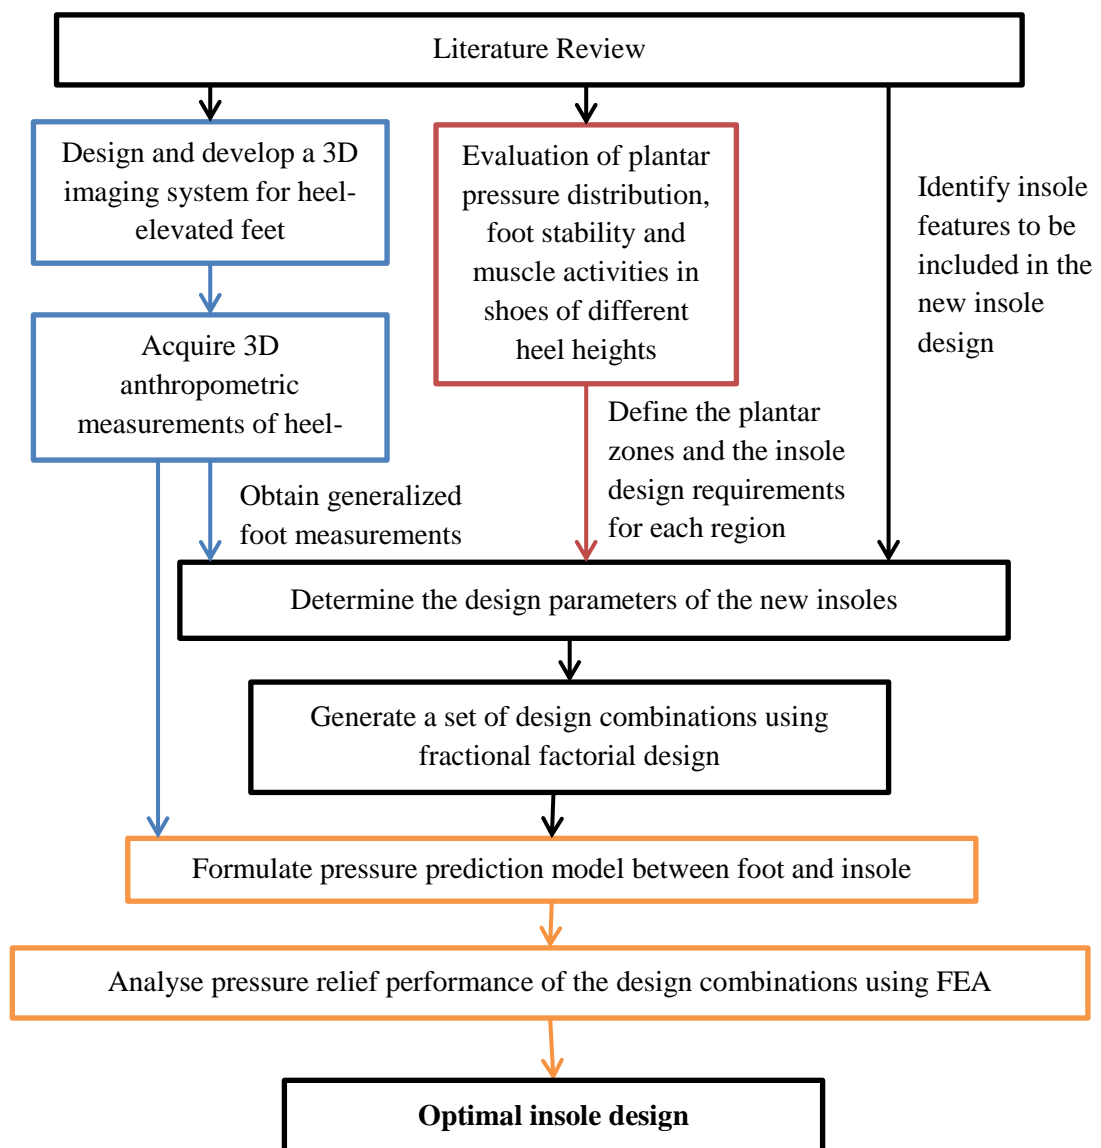 Literature Review
Design and develop a 3D
imaging system for heel-
elevated feet
Evaluation of plantar
pressure distribution,
foot stability and
muscle activities in
shoes of different
heel heights
Identify insole
features to be
included in the
new insole
design
Acquire 3D
anthropometric
measurements of heel-
Obtain generalized
foot measurements
Define the plantar
zones and the insole
design requirements
for each region
Determine the design parameters of the new insoles
Generate a set of design combinations using
fractional factorial design
Formulate pressure prediction model between foot and insole
Analyse pressure relief performance of the design combinations using FEA
Optimal insole design